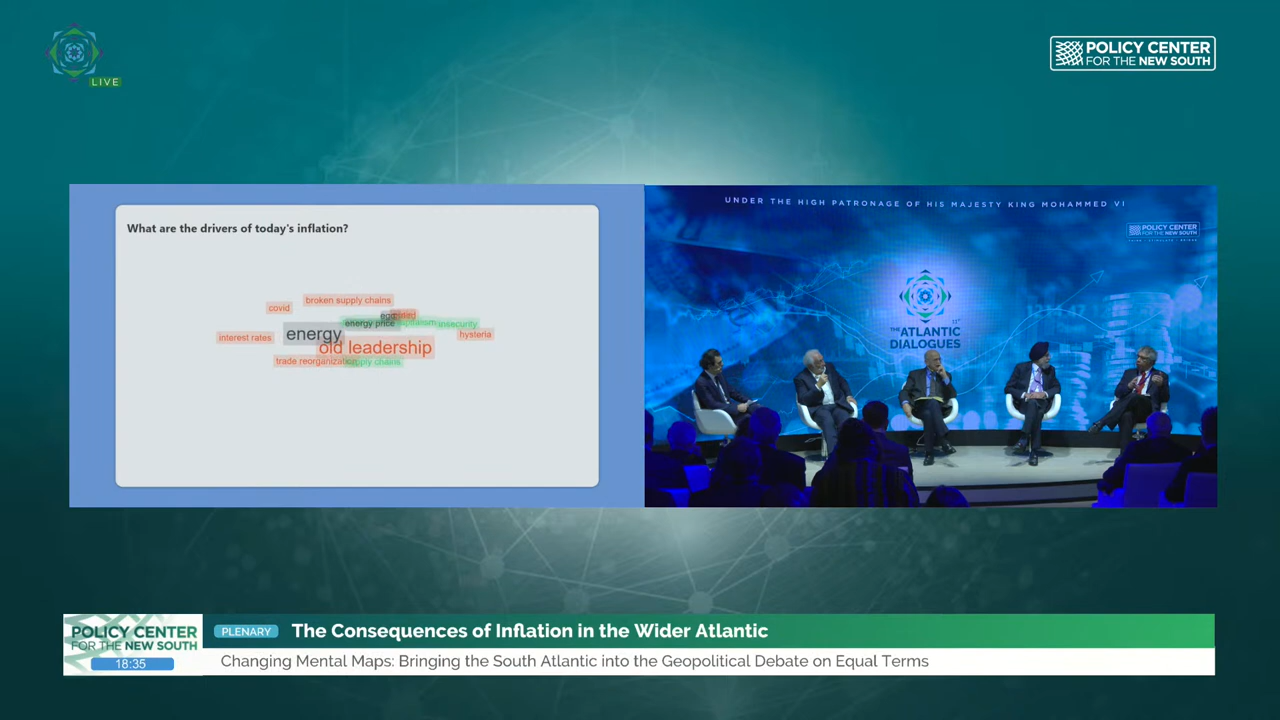 LIVE
POLICY CENTER
FOR THE NEW SOUTH
What are the drivers of today's inflation?
covid
broken supply chains
energy price
insecurity
interest rates
energy
hysteria
old leadership
trade reorganization
supply chains
UNDER THE HIGH PATRONAGE OF HIS MAJESTY KING MOHAMMED VI
POLICY CENTER
FOR THE NEW SOUTH
THE ATLANTIC
DIALOGUES
POLICY CENTER
FOR THE NEW SOUTH
18:35
PLENARY
The Consequences of Inflation in the Wider Atlantic
Changing Mental Maps: Bringing the South Atlantic into the Geopolitical Debate on Equal Terms